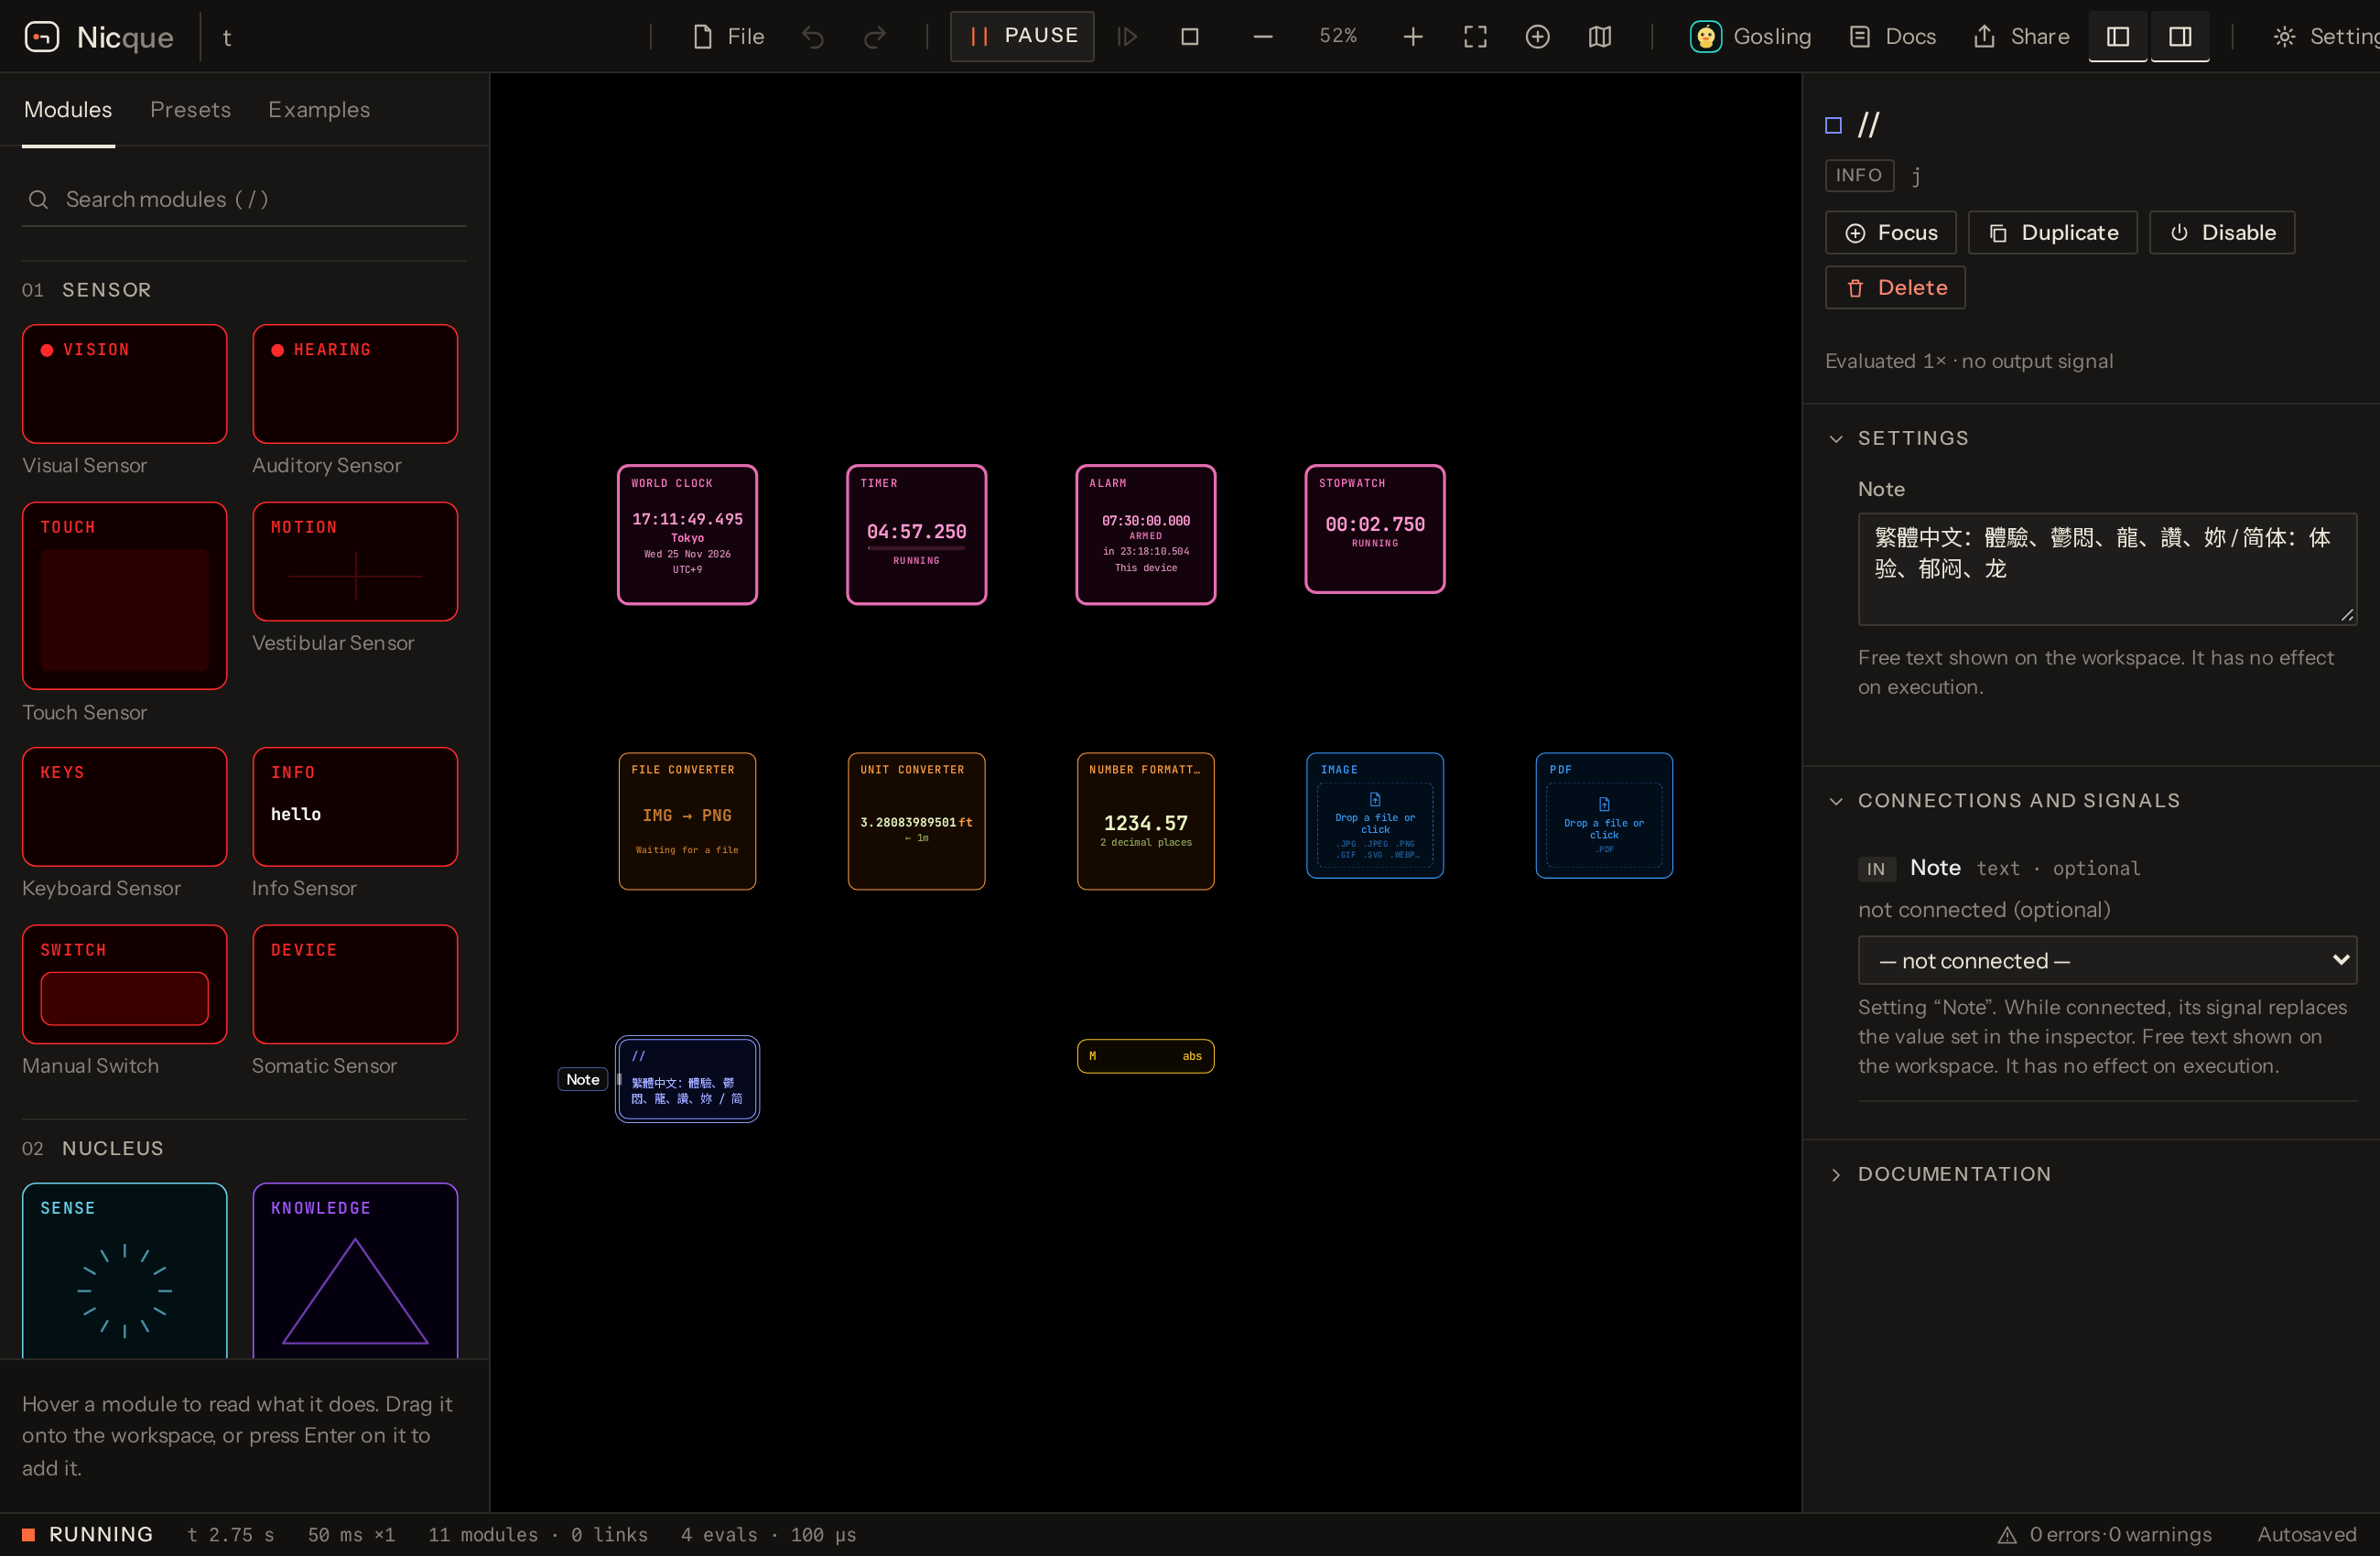 Nicque
t
File
PAUSE
52%
Gosling
Docs
Share
Modules
Presets
Examples
Search modules (/)
01 SENSOR
VISION
HEARING
Visual Sensor
Auditory Sensor
TOUCH
MOTION
Vestibular Sensor
Touch Sensor
KEYS
INFO
hello
Keyboard Sensor
Info Sensor
SWITCH
DEVICE
Manual Switch
Somatic Sensor
02 NUCLEUS
SENSE
KNOWLEDGE
Hover a module to read what it does. Drag it
onto the workspace, or press Enter on it to
add it.
WORLD CLOCK
17:11:49.495
Tokyo
Wed 25 Nov 2026
UTC+9
TIMER
04:57.250
RUNNING
ALARM
07:30:00.000
ARMED
in 23:18:10.504
This device
STOPWATCH
00:02.750
RUNNING
FILE CONVERTER
IMG → PNG
Waiting for a file
UNIT CONVERTER
3.28083989501ft
← 1m
NUMBER FORMATT…
1234.57
2 decimal places
IMAGE
Drop a file or
click
.JPG .JPEG .PNG
.GIF .SVG .WEBP…
PDF
Drop a file or
click
.PDF
Note
//
繁體中文：體驗、鬱
悶、龍、讚、妳 / 简
M abs
//
INFO j
Focus
Duplicate
Disable
Delete
Evaluated 1× · no output signal
SETTINGS
Note
繁體中文：體驗、鬱悶、龍、讚、妳 / 简体：体
验、郁闷、龙
Free text shown on the workspace. It has no effect
on execution.
CONNECTIONS AND SIGNALS
IN Note text · optional
not connected (optional)
— not connected —
Setting “Note”. While connected, its signal replaces
the value set in the inspector. Free text shown on
the workspace. It has no effect on execution.
DOCUMENTATION
RUNNING
t 2.75 s
50 ms ×1
11 modules · 0 links
4 evals · 100 µs
0 errors·0 warnings
Autosaved